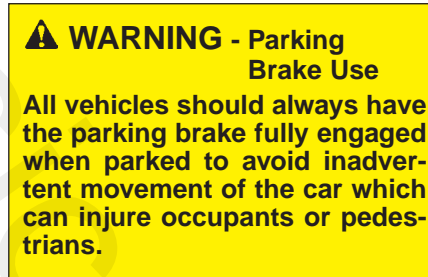 WARNING - Parking
Brake Use
All vehicles should always have
the parking brake fully engaged
when parked to avoid inadver-
tent movement of the car which
can injure occupants or pedes-
trians.